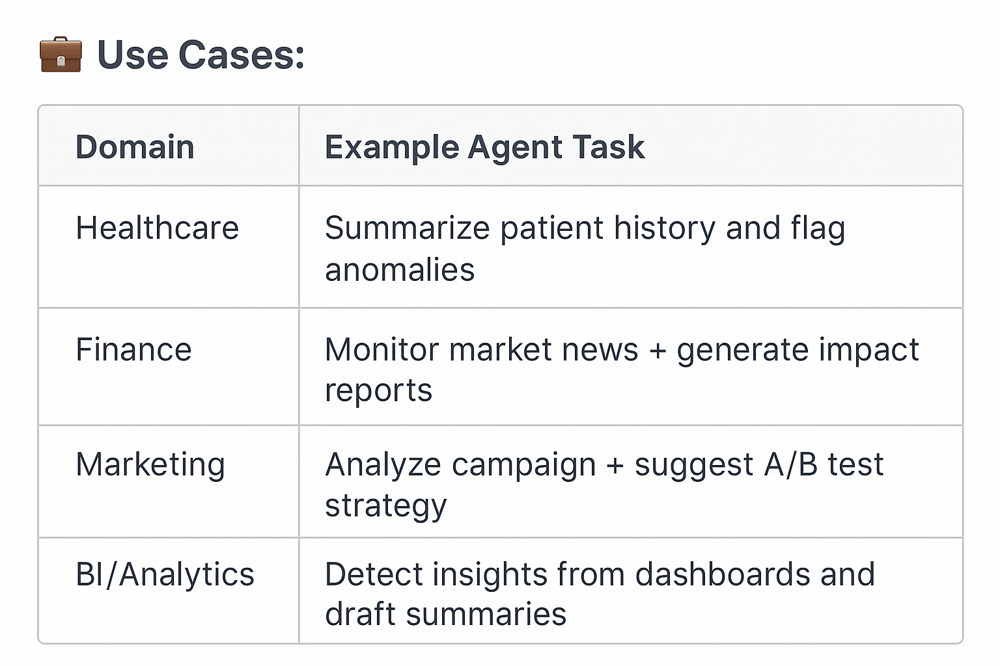 Use Cases:
Domain
Example Agent Task
Healthcare
Summarize patient history and flag
anomalies
Finance
Monitor market news + generate impact
reports
Marketing
Analyze campaign + suggest A/B test
strategy
BI/Analytics
Detect insights from dashboards and
draft summaries